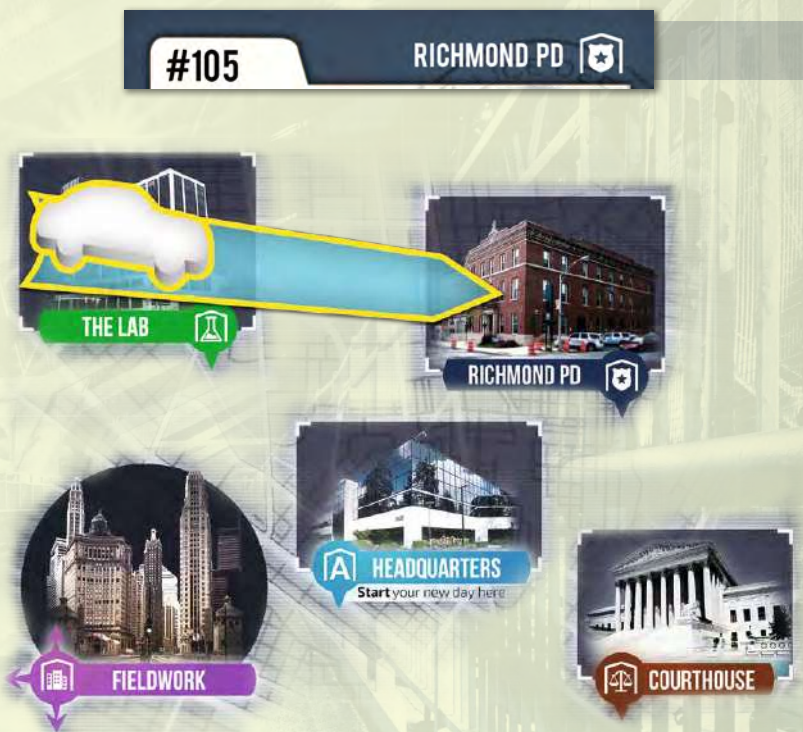 #105
RICHMOND PD
THE LAB
RICHMOND PD
A HEADQUARTERS
Start your new day here
FIELDWORK
COURTHOUSE